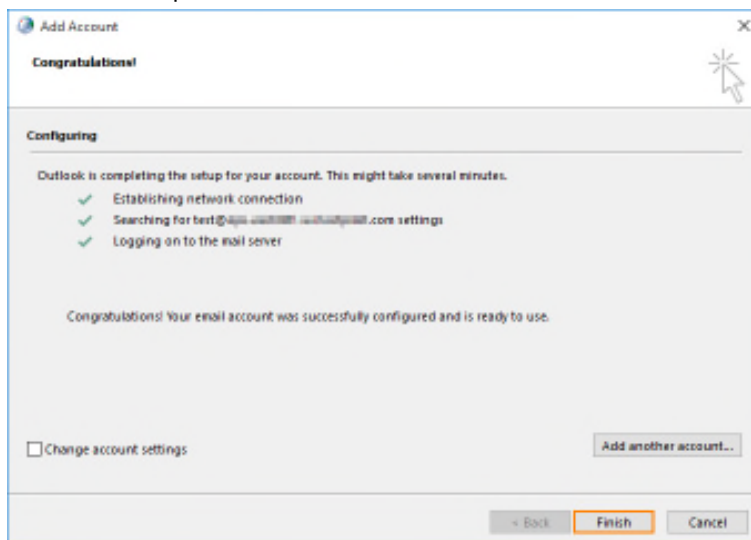 Add Account
Congratulations!
Configuring
Outlook is completing the setup for your account. This might take several minutes.
Establishing network connection
Searching for test@ .com settings
Logging on to the mail server
Congratulations! Your email account was successfully configured and is ready to use.
Change account settings
Add another account...
< Back Finish Cancel